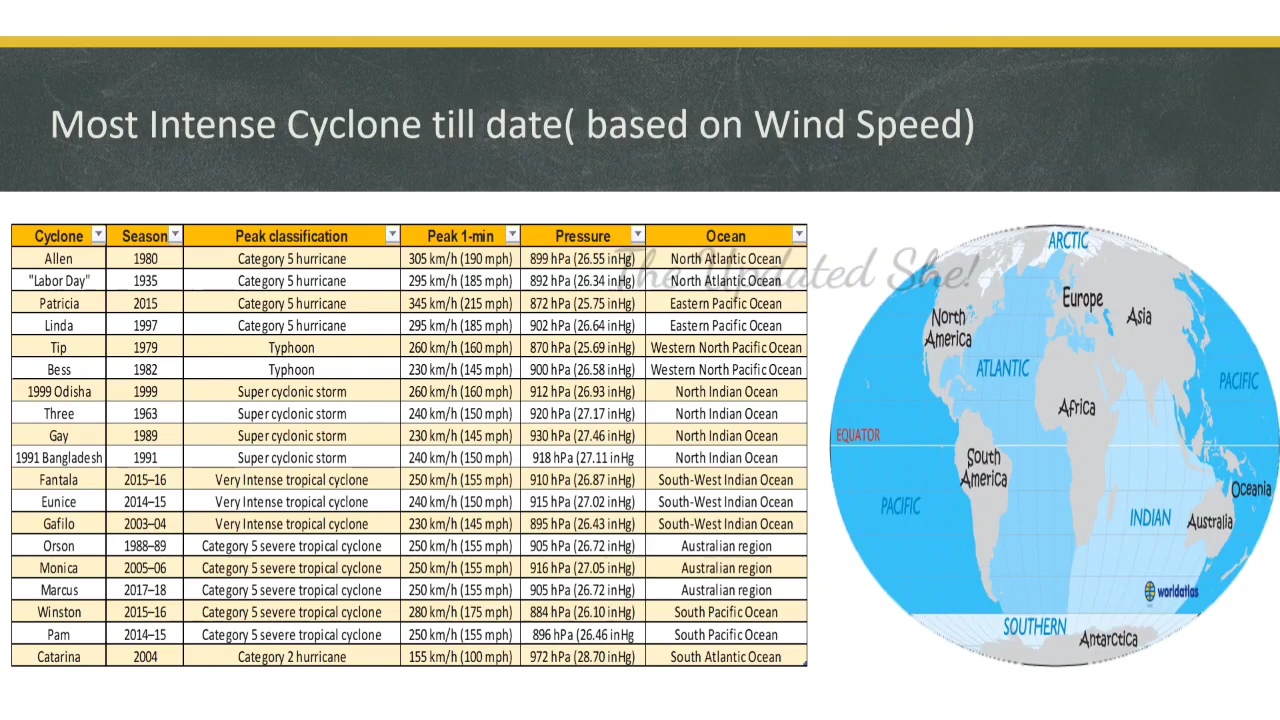 Most Intense Cyclone till date( based on Wind Speed)
The Updated She!
Cyclone Season Peak classification Peak 1-min Pressure Ocean
Allen 1980 Category 5 hurricane 305 km/h (190 mph) 899 hPa (26.55 inHg) North Atlantic Ocean
"Labor Day" 1935 Category 5 hurricane 295 km/h (185 mph) 892 hPa (26.34 inHg) North Atlantic Ocean
Patricia 2015 Category 5 hurricane 345 km/h (215 mph) 872 hPa (25.75 inHg) Eastern Pacific Ocean
Linda 1997 Category 5 hurricane 295 km/h (185 mph) 902 hPa (26.64 inHg) Eastern Pacific Ocean
Tip 1979 Typhoon 260 km/h (160 mph) 870 hPa (25.69 inHg) Western North Pacific Ocean
Bess 1982 Typhoon 230 km/h (145 mph) 900 hPa (26.58 inHg) Western North Pacific Ocean
1999 Odisha 1999 Super cyclonic storm 260 km/h (160 mph) 912 hPa (26.93 inHg) North Indian Ocean
Three 1963 Super cyclonic storm 240 km/h (150 mph) 920 hPa (27.17 inHg) North Indian Ocean
Gay 1989 Super cyclonic storm 230 km/h (145 mph) 930 hPa (27.46 inHg) North Indian Ocean
1991 Bangladesh 1991 Super cyclonic storm 240 km/h (150 mph) 918 hPa (27.11 inHg North Indian Ocean
Fantala 2015–16 Very Intense tropical cyclone 250 km/h (155 mph) 910 hPa (26.87 inHg) South-West Indian Ocean
Eunice 2014–15 Very Intense tropical cyclone 240 km/h (150 mph) 915 hPa (27.02 inHg) South-West Indian Ocean
Gafilo 2003–04 Very Intense tropical cyclone 230 km/h (145 mph) 895 hPa (26.43 inHg) South-West Indian Ocean
Orson 1988–89 Category 5 severe tropical cyclone 250 km/h (155 mph) 905 hPa (26.72 inHg) Australian region
Monica 2005–06 Category 5 severe tropical cyclone 250 km/h (155 mph) 916 hPa (27.05 inHg) Australian region
Marcus 2017–18 Category 5 severe tropical cyclone 250 km/h (155 mph) 905 hPa (26.72 inHg) Australian region
Winston 2015–16 Category 5 severe tropical cyclone 280 km/h (175 mph) 884 hPa (26.10 inHg) South Pacific Ocean
Pam 2014–15 Category 5 severe tropical cyclone 250 km/h (155 mph) 896 hPa (26.46 inHg South Pacific Ocean
Catarina 2004 Category 2 hurricane 155 km/h (100 mph) 972 hPa (28.70 inHg) South Atlantic Ocean
ARCTIC
Europe
North
America
Asia
ATLANTIC
PACIFIC
Africa
EQUATOR
South
America
Oceania
PACIFIC
INDIAN
Australia
worldatlas
SOUTHERN
Antarctica